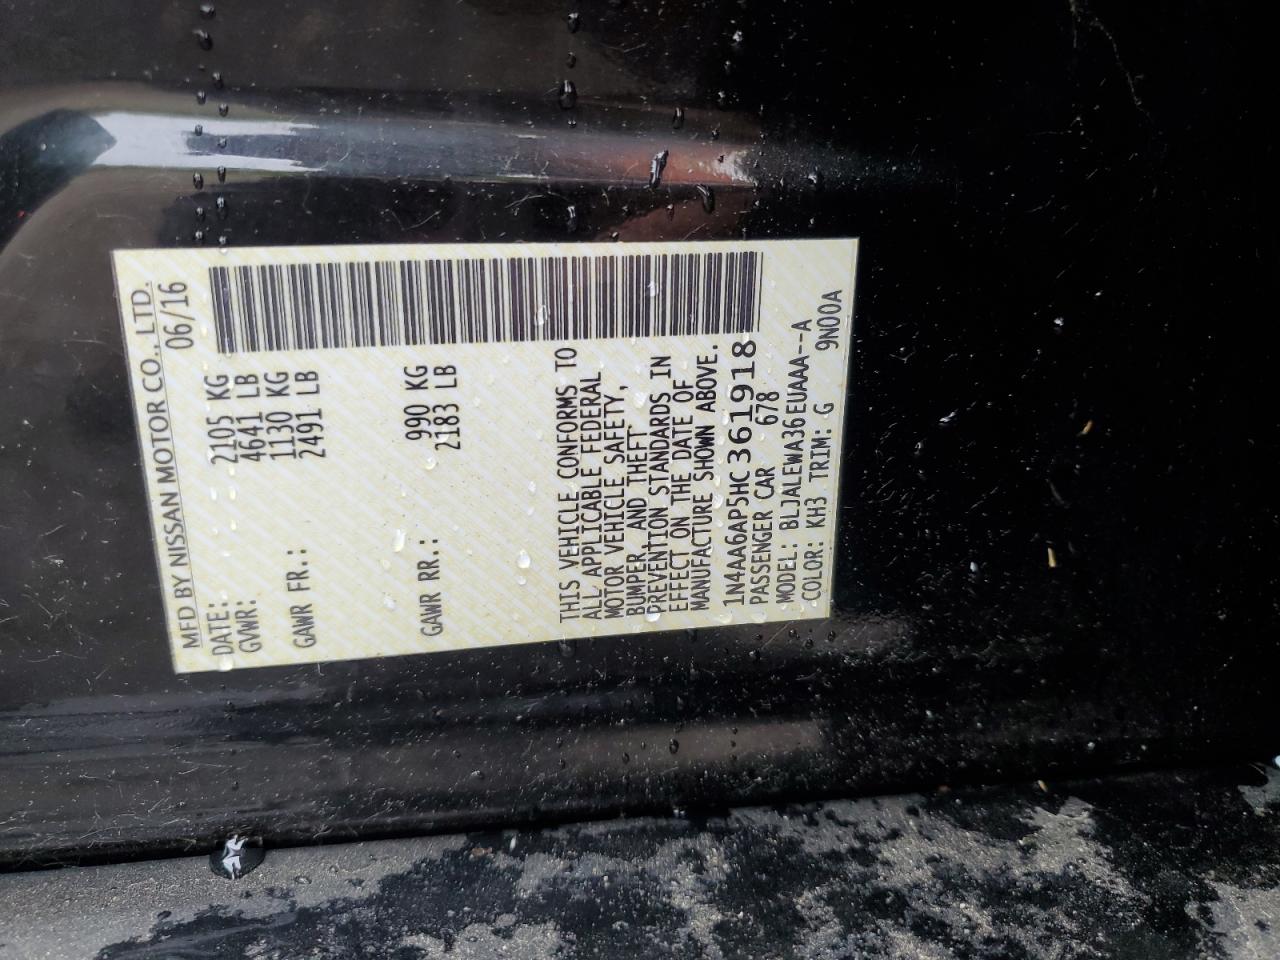 MFD BY NISSAN MOTOR CO., LTD.
DATE: 06/16
GVWR: 2105 KG
4641 LB
GAWR FR.: 1130 KG
2491 LB
GAWR RR.: 990 KG
2183 LB
THIS VEHICLE CONFORMS TO
ALL APPLICABLE FEDERAL
MOTOR VEHICLE SAFETY,
BUMPER, AND THEFT
PREVENTION STANDARDS IN
EFFECT ON THE DATE OF
MANUFACTURE SHOWN ABOVE.
1N4AA6AP5HC361918
PASSENGER CAR 678
MODEL: BLJALEWA36EUAAA--A
COLOR: KH3 TRIM: G 9N00A